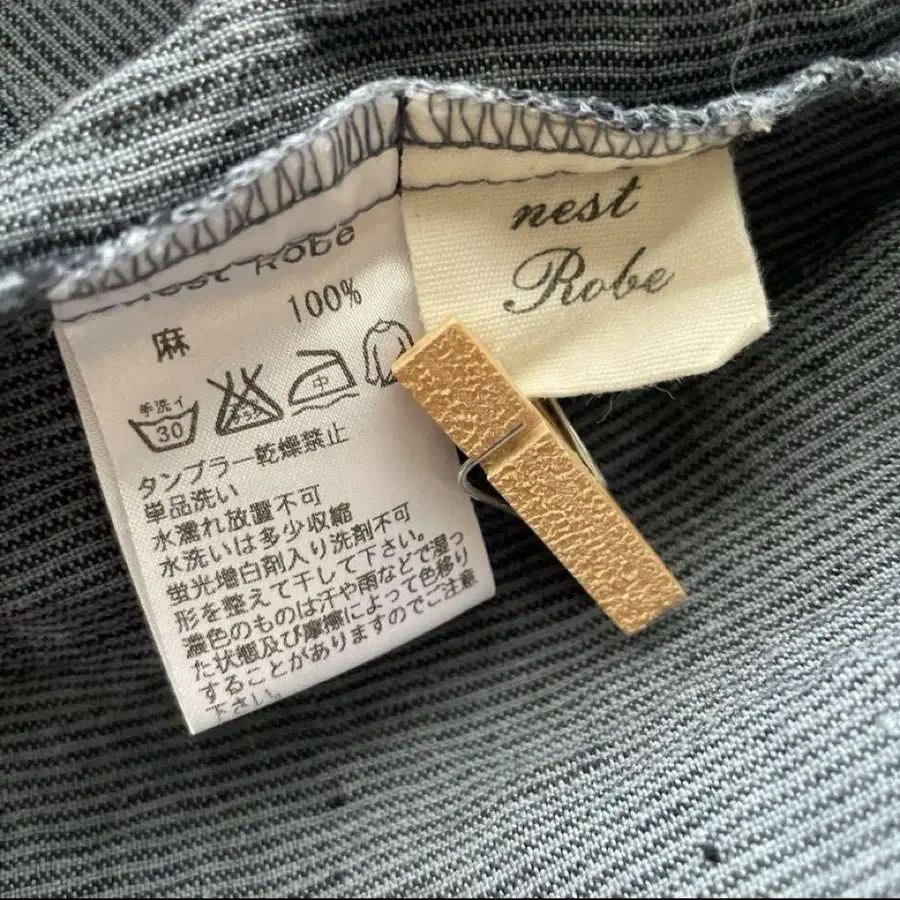 nest Robe
麻 100%
手洗イ
30
中
タンブラー乾燥禁止
単品洗い
水濡れ放置不可
水洗いは多少収縮
蛍光増白剤入り洗剤不可
形を整えて干して下さい。
濃色のものは汗や雨などで湿っ
た状態及び摩擦によって色移り
することがありますのでご注意
下さい。
nest
Robe